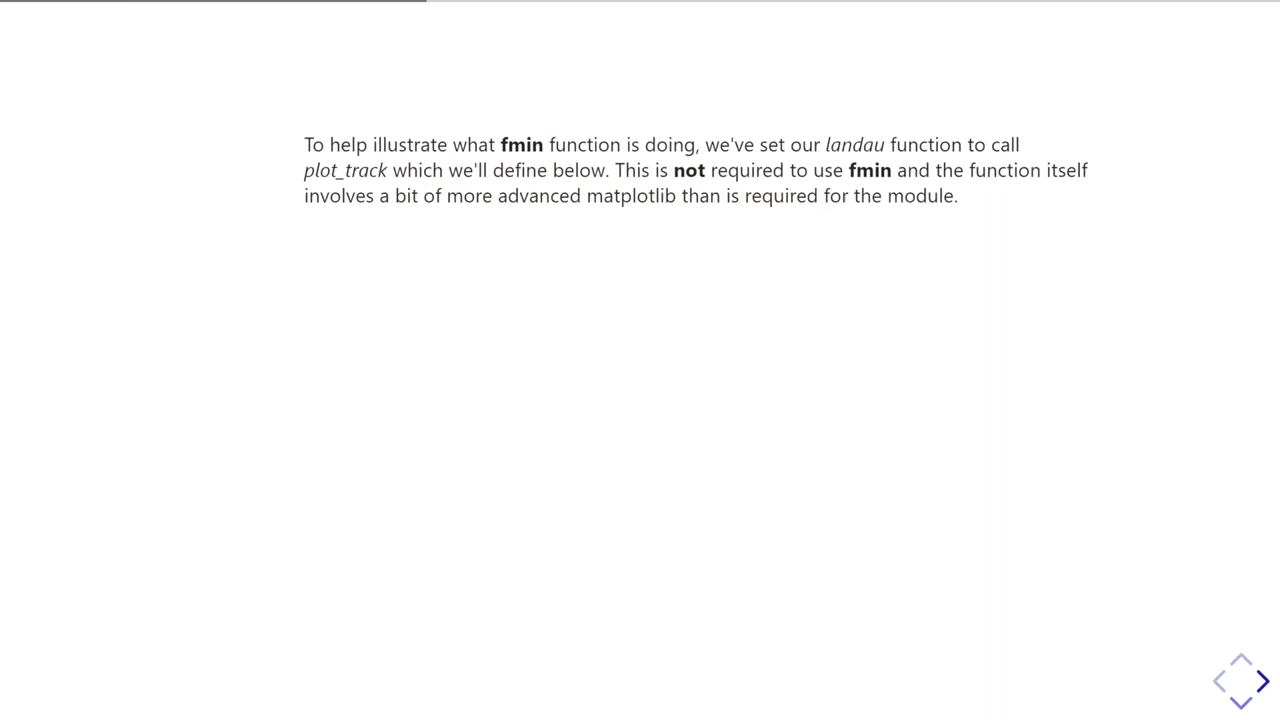 To help illustrate what fmin function is doing, we've set our landau function to call
plot_track which we'll define below. This is not required to use fmin and the function itself
involves a bit of more advanced matplotlib than is required for the module.